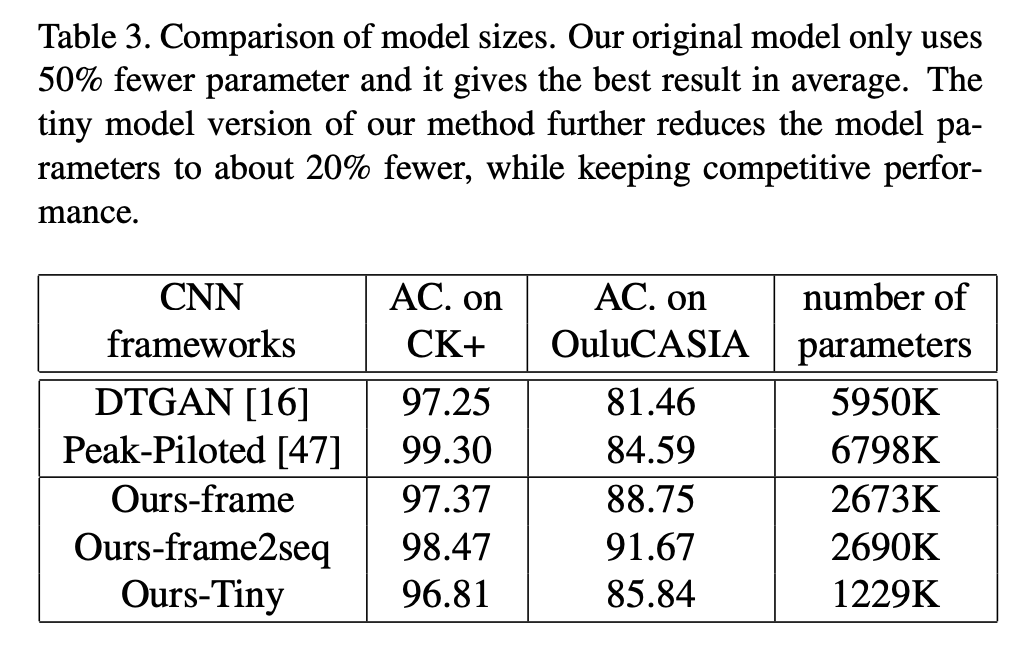 Table 3. Comparison of model sizes. Our original model only uses
50% fewer parameter and it gives the best result in average. The
tiny model version of our method further reduces the model pa-
rameters to about 20% fewer, while keeping competitive perfor-
mance.
CNN frameworks | AC. on CK+ | AC. on OuluCASIA | number of parameters
DTGAN [16] | 97.25 | 81.46 | 5950K
Peak-Piloted [47] | 99.30 | 84.59 | 6798K
Ours-frame | 97.37 | 88.75 | 2673K
Ours-frame2seq | 98.47 | 91.67 | 2690K
Ours-Tiny | 96.81 | 85.84 | 1229K